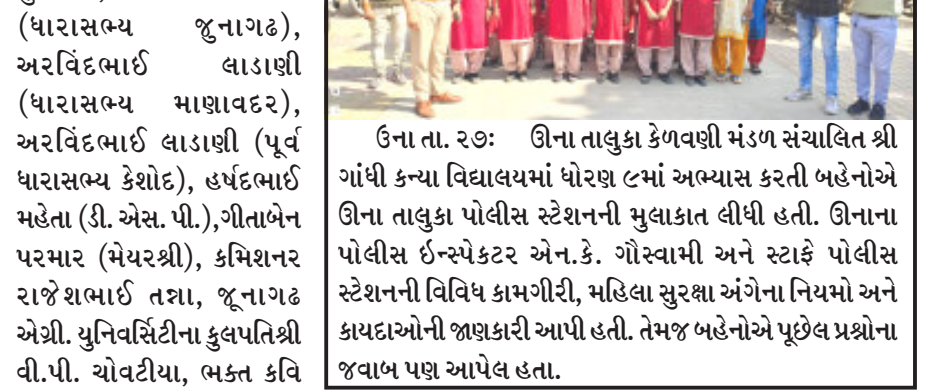 (ધારાસભ્ય જુનાગઢ),
અરવિંદભાઈ લાડાણી
(ધારાસભ્ય માણાવદર),
અરવિંદભાઈ લાડાણી (પૂર્વ
ધારાસભ્ય કેશોદ), હર્ષદભાઈ
મહેતા (ડી. એસ. પી.),ગીતાબેન
પરમાર (મેયરશ્રી), કમિશનર
રાજેશભાઈ તન્ના, જૂનાગઢ
એગ્રી. યુનિવર્સિટીના કુલપતિશ્રી
વી.પી. ચોવટીયા, ભક્ત કવિ
ઉના તા. ૨૭: ઊના તાલુકા કેળવણી મંડળ સંચાલિત શ્રી
ગાંધી કન્યા વિદ્યાલયમાં ધોરણ ૯માં અભ્યાસ કરતી બહેનોએ
ઊના તાલુકા પોલીસ સ્ટેશનની મુલાકાત લીધી હતી. ઊનાના
પોલીસ ઇન્સ્પેકટર એન.કે. ગૌસ્વામી અને સ્ટાફે પોલીસ
સ્ટેશનની વિવિધ કામગીરી, મહિલા સુરક્ષા અંગેના નિયમો અને
કાયદાઓની જાણકારી આપી હતી. તેમજ બહેનોએ પૂછેલ પ્રશ્નોના
જવાબ પણ આપેલ હતા.